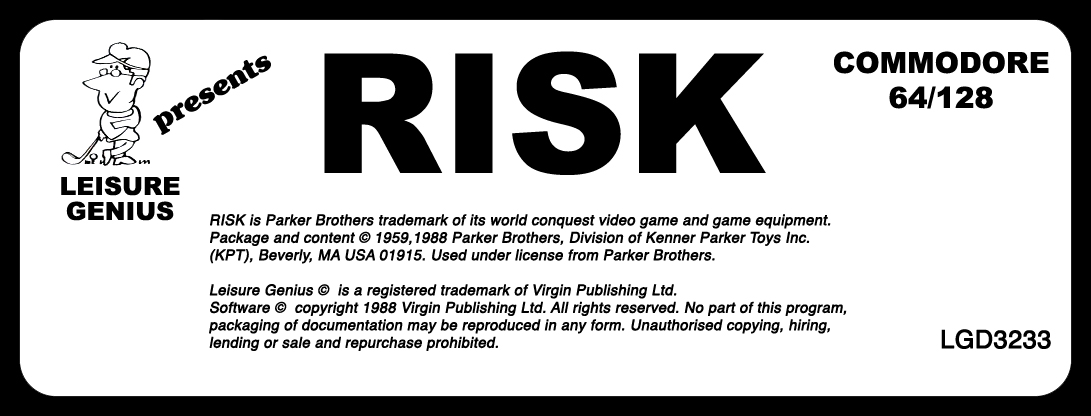 presents
RISK
COMMODORE
64/128
LEISURE
GENIUS
RISK is Parker Brothers trademark of its world conquest video game and game equipment.
Package and content © 1959,1988 Parker Brothers, Division of Kenner Parker Toys Inc.
(KPT), Beverly, MA USA 01915. Used under license from Parker Brothers.
Leisure Genius ©  is a registered trademark of Virgin Publishing Ltd.
Software ©  copyright 1988 Virgin Publishing Ltd. All rights reserved. No part of this program,
packaging of documentation may be reproduced in any form. Unauthorised copying, hiring,
lending or sale and repurchase prohibited.
LGD3233